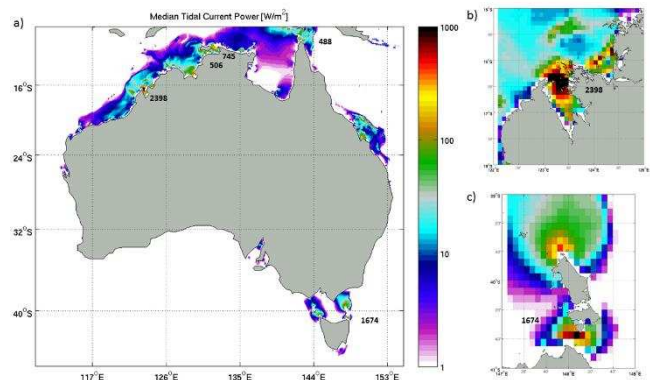 Median Tidal Current Power [W/m²]
a)
488
745
506
2398
1674
16°S
24°S
32°S
40°S
117°E
126°E
135°E
144°E
153°E
1000
100
10
1
b)
2398
c)
1674